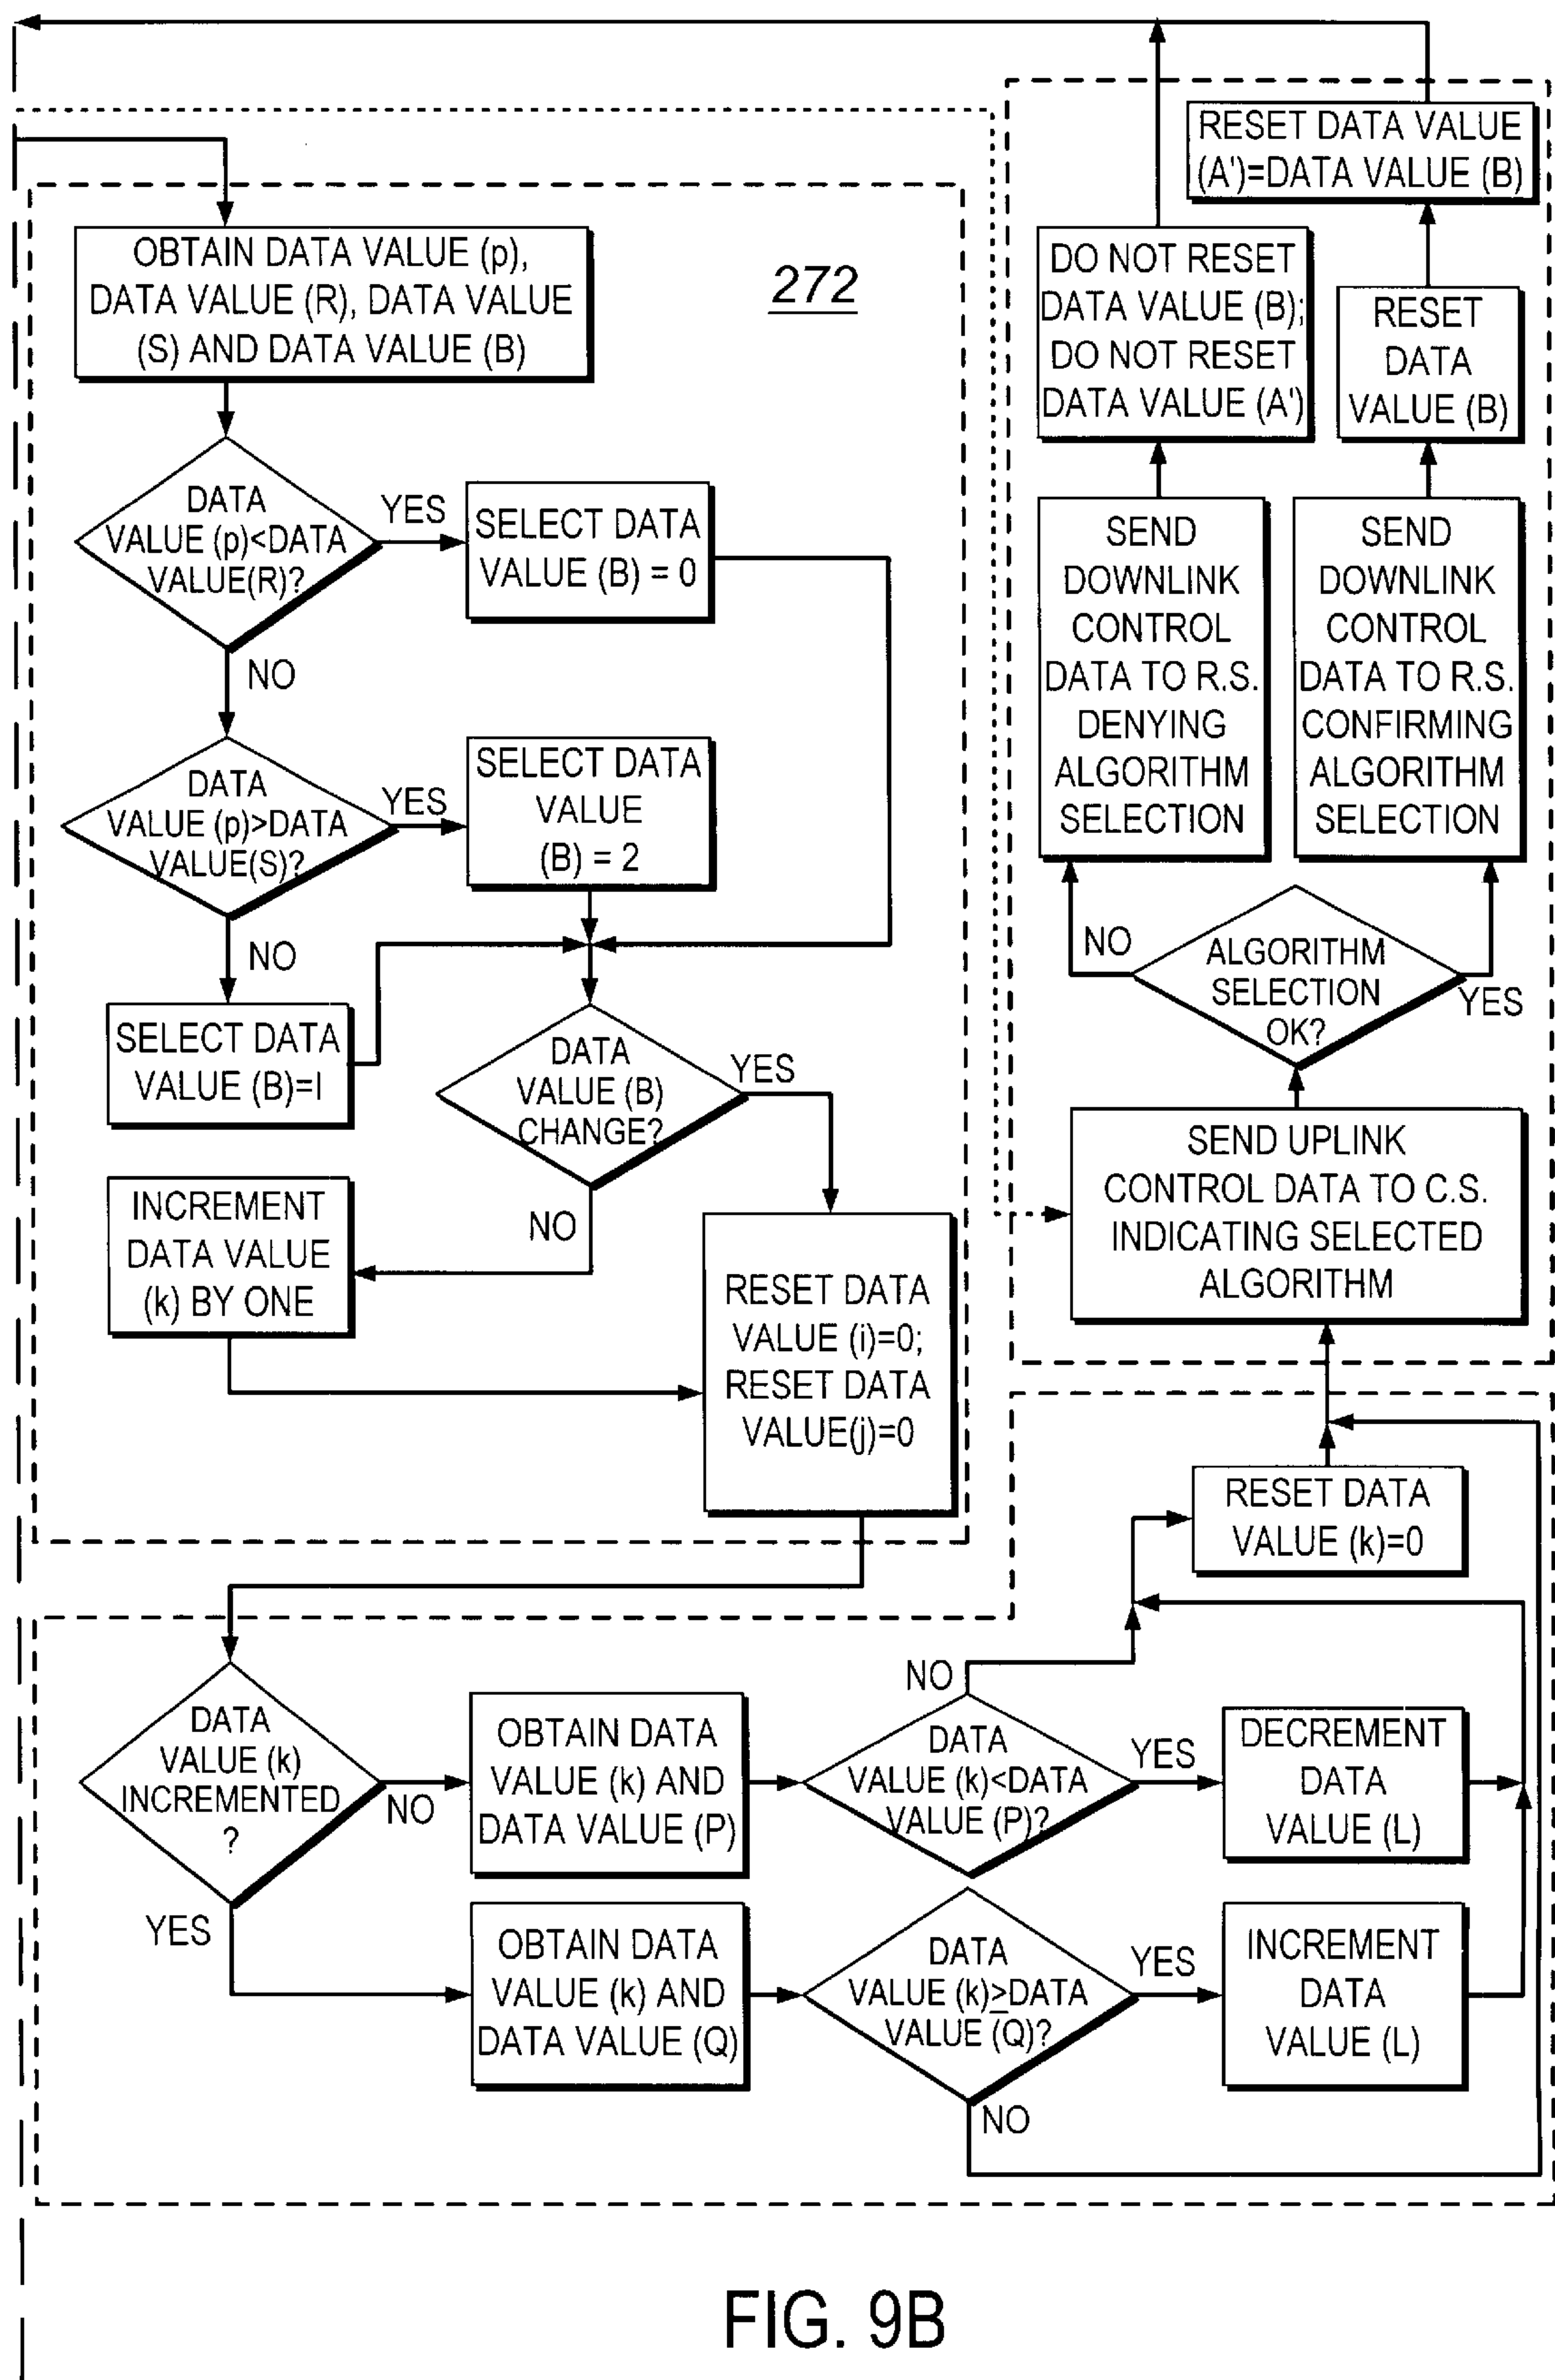 OBTAIN DATA VALUE (p),
DATA VALUE (R), DATA VALUE
(S) AND DATA VALUE (B)
272
DATA
VALUE (p)<DATA
VALUE(R)?
YES
SELECT DATA
VALUE (B) = 0
NO
DATA
VALUE (p)>DATA
VALUE(S)?
YES
SELECT DATA
VALUE
(B) = 2
NO
SELECT DATA
VALUE (B)=I
DATA
VALUE (B)
CHANGE?
YES
NO
INCREMENT
DATA VALUE
(k) BY ONE
RESET DATA
VALUE (i)=0;
RESET DATA
VALUE(j)=0
RESET DATA VALUE
(A')=DATA VALUE (B)
DO NOT RESET
DATA VALUE (B);
DO NOT RESET
DATA VALUE (A')
RESET
DATA
VALUE (B)
SEND
DOWNLINK
CONTROL
DATA TO R.S.
DENYING
ALGORITHM
SELECTION
SEND
DOWNLINK
CONTROL
DATA TO R.S.
CONFIRMING
ALGORITHM
SELECTION
NO
ALGORITHM
SELECTION
OK?
YES
SEND UPLINK
CONTROL DATA TO C.S.
INDICATING SELECTED
ALGORITHM
RESET DATA
VALUE (k)=0
DATA
VALUE (k)
INCREMENTED
?
NO
OBTAIN DATA
VALUE (k) AND
DATA VALUE (P)
NO
DATA
VALUE (k)<DATA
VALUE (P)?
YES
DECREMENT
DATA
VALUE (L)
YES
OBTAIN DATA
VALUE (k) AND
DATA VALUE (Q)
DATA
VALUE (k)≥DATA
VALUE (Q)?
YES
INCREMENT
DATA
VALUE (L)
NO
FIG. 9B